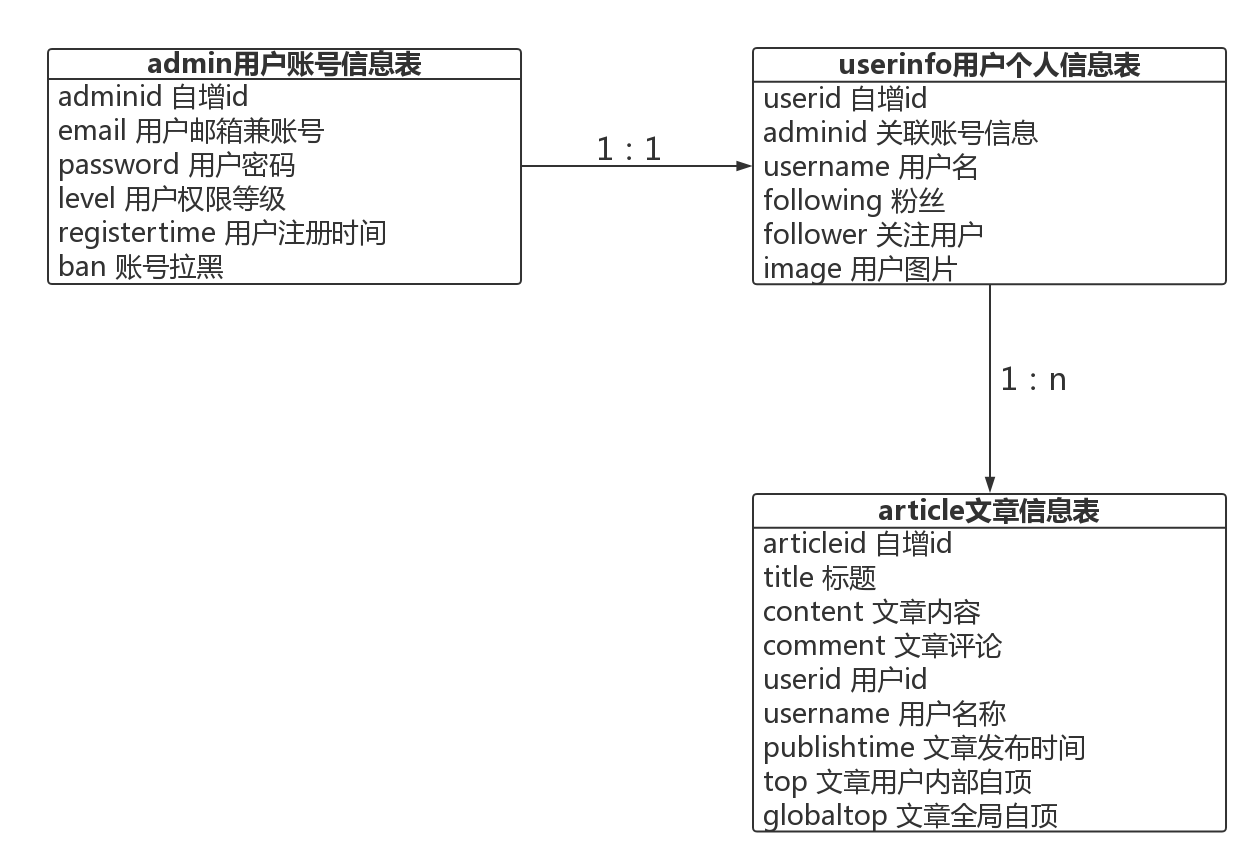 admin用户账号信息表
adminid 自增id
email 用户邮箱兼账号
password 用户密码
level 用户权限等级
registertime 用户注册时间
ban 账号拉黑
1:1
userinfo用户个人信息表
userid 自增id
adminid 关联账号信息
username 用户名
following 粉丝
follower 关注用户
image 用户图片
1:n
article文章信息表
articleid 自增id
title 标题
content 文章内容
comment 文章评论
userid 用户id
username 用户名称
publishtime 文章发布时间
top 文章用户内部自顶
globaltop 文章全局自顶